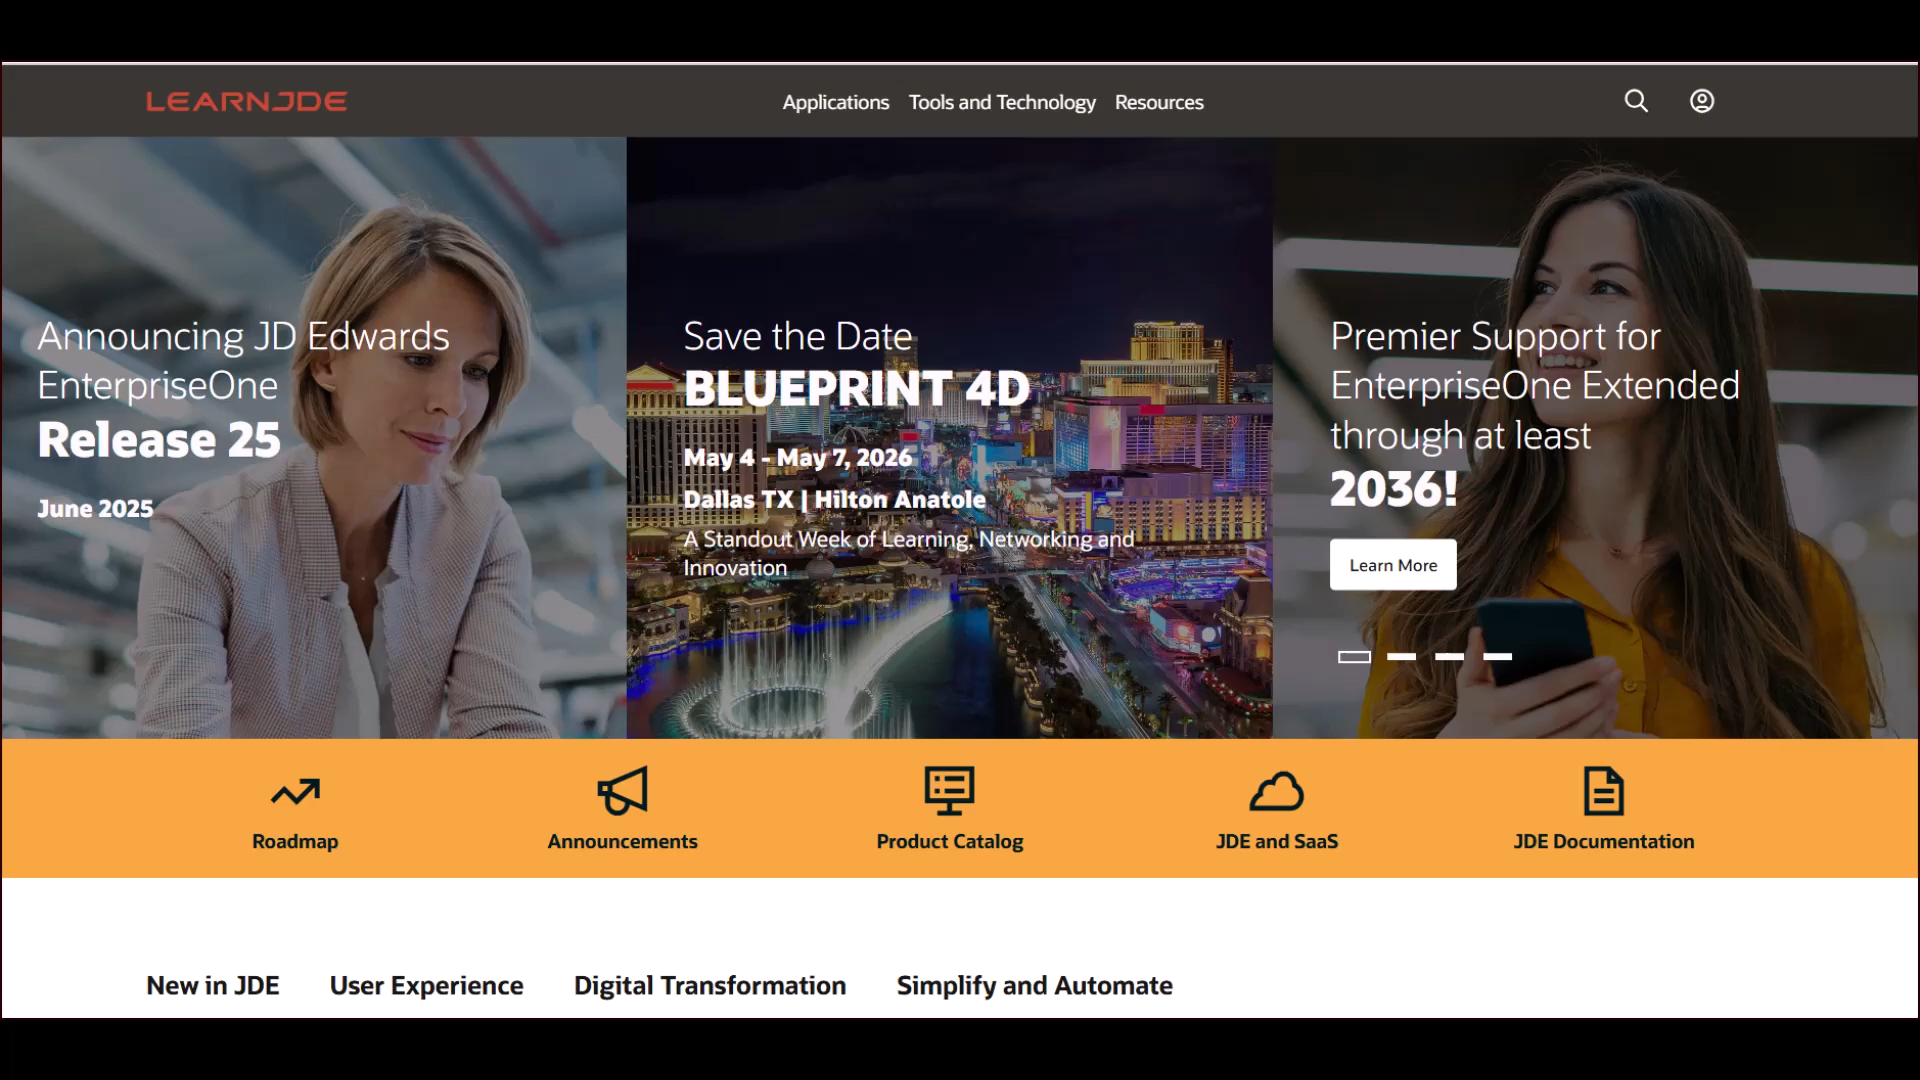 LEARNJDE
Applications Tools and Technology Resources
Announcing JD Edwards
EnterpriseOne
Release 25
June 2025
Save the Date
BLUEPRINT 4D
May 4 - May 7, 2026
Dallas TX | Hilton Anatole
A Standout Week of Learning, Networking and
Innovation
Premier Support for
EnterpriseOne Extended
through at least
2036!
Learn More
Roadmap
Announcements
Product Catalog
JDE and SaaS
JDE Documentation
New in JDE
User Experience
Digital Transformation
Simplify and Automate